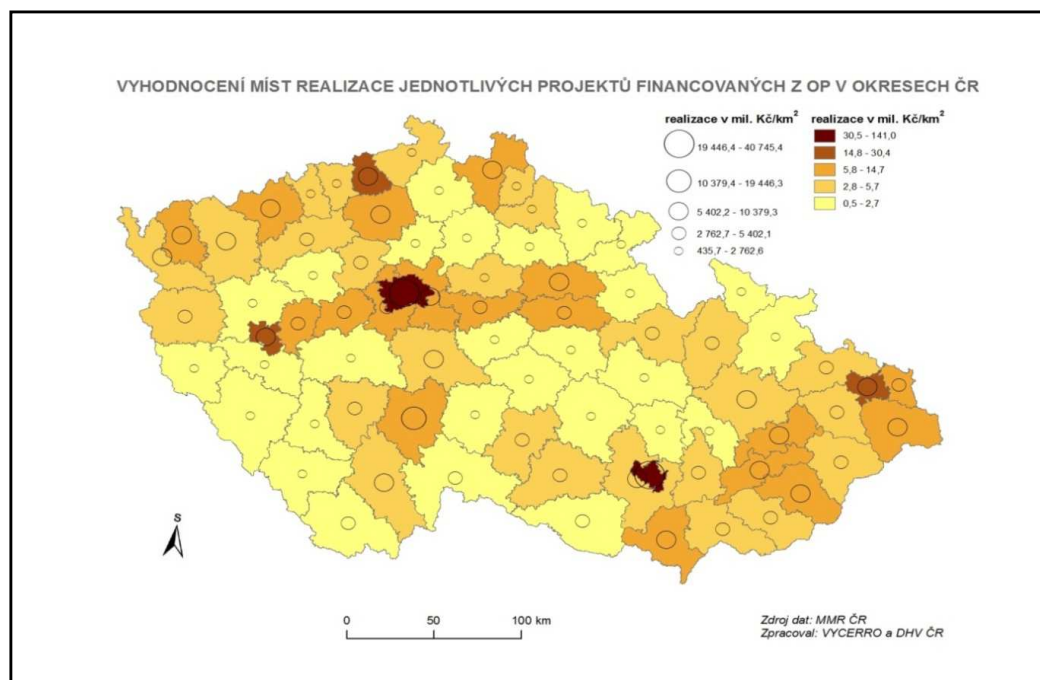 VYHODNOCENÍ MÍST REALIZACE JEDNOTLIVÝCH PROJEKTŮ FINANCOVANÝCH Z OP V OKRESECH ČR
realizace v mil. Kč/km²
19 446,4 - 40 745,4
10 379,4 - 19 446,3
5 402,2 - 10 379,3
2 762,7 - 5 402,1
435,7 - 2 762,6
realizace v mil. Kč/km²
30,5 - 141,0
14,8 - 30,4
5,8 - 14,7
2,8 - 5,7
0,5 - 2,7
S
0 50 100 km
Zdroj dat: MMR ČR
Zpracoval: VYCERRO a DHV ČR